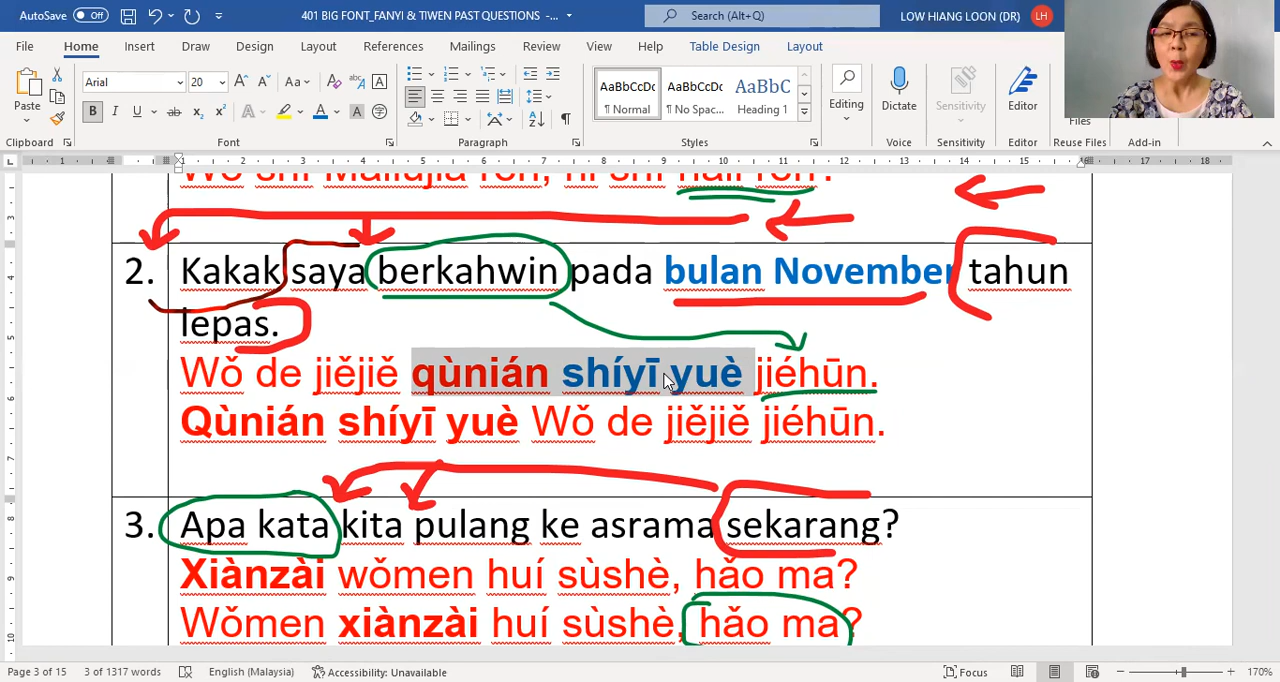 AutoSave Off 401 BIG FONT_FANYI & TIWEN PAST QUESTIONS -... Search (Alt+Q) LOW HIANG LOON (DR) LH
File Home Insert Draw Design Layout References Mailings Review View Help Table Design Layout
Paste Arial 20 AaBbCcDc AaBbCcDc AaBbC Editing Dictate Sensitivity Editor
Normal No Spac... Heading 1 Files
Clipboard Font Paragraph Styles Voice Sensitivity Editor Reuse Files Add-in
2. Kakak saya berkahwin pada bulan November tahun
lepas.
Wǒ de jiějiě qùnián shíyī yuè jiéhūn.
Qùnián shíyī yuè Wǒ de jiějiě jiéhūn.
3. Apa kata kita pulang ke asrama sekarang?
Xiànzài wǒmen huí sùshè, hǎo ma?
Wǒmen xiànzài huí sùshè, hǎo ma?
Page 3 of 15 3 of 1317 words English (Malaysia) Accessibility: Unavailable Focus 170%